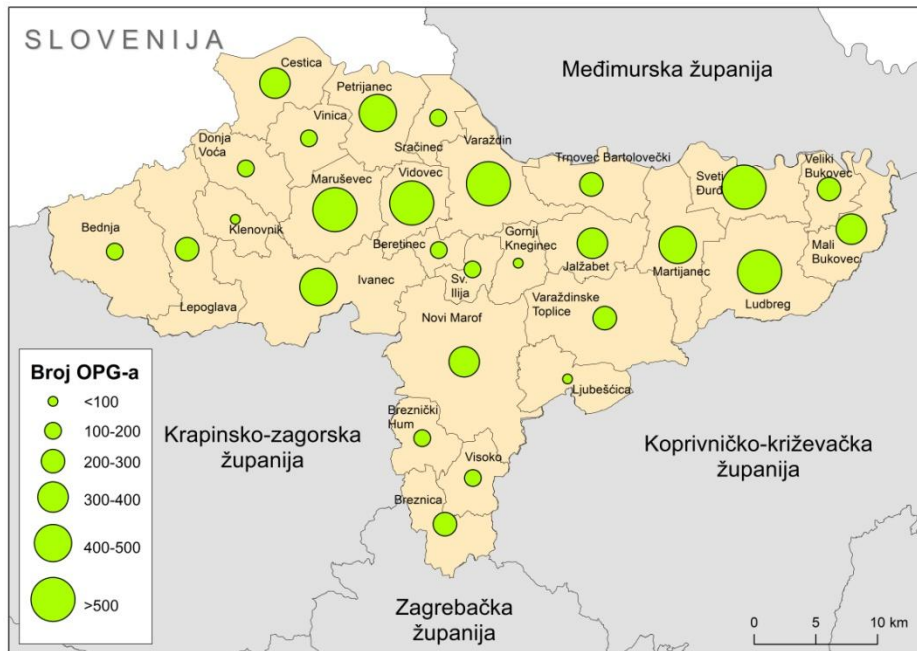 SLOVENIJA
Međimurska županija
Cestica
Petrijanec
Vinica
Sračinec
Varaždin
Donja
Voća
Trnovec Bartolovečki
Sveti
Đurđ
Veliki
Bukovec
Maruševec
Vidovec
Bednja
Klenovnik
Beretinec
Gornji
Kneginec
Jalžabet
Martijanec
Mali
Bukovec
Lepoglava
Ivanec
Sv.
Ilija
Varaždinske
Toplice
Ludbreg
Novi Marof
Ljubešćica
Breznički
Hum
Visoko
Breznica
Krapinsko-zagorska
županija
Koprivničko-križevačka
županija
Zagrebačka
županija
Broj OPG-a
<100
100-200
200-300
300-400
400-500
>500
0 5 10 km